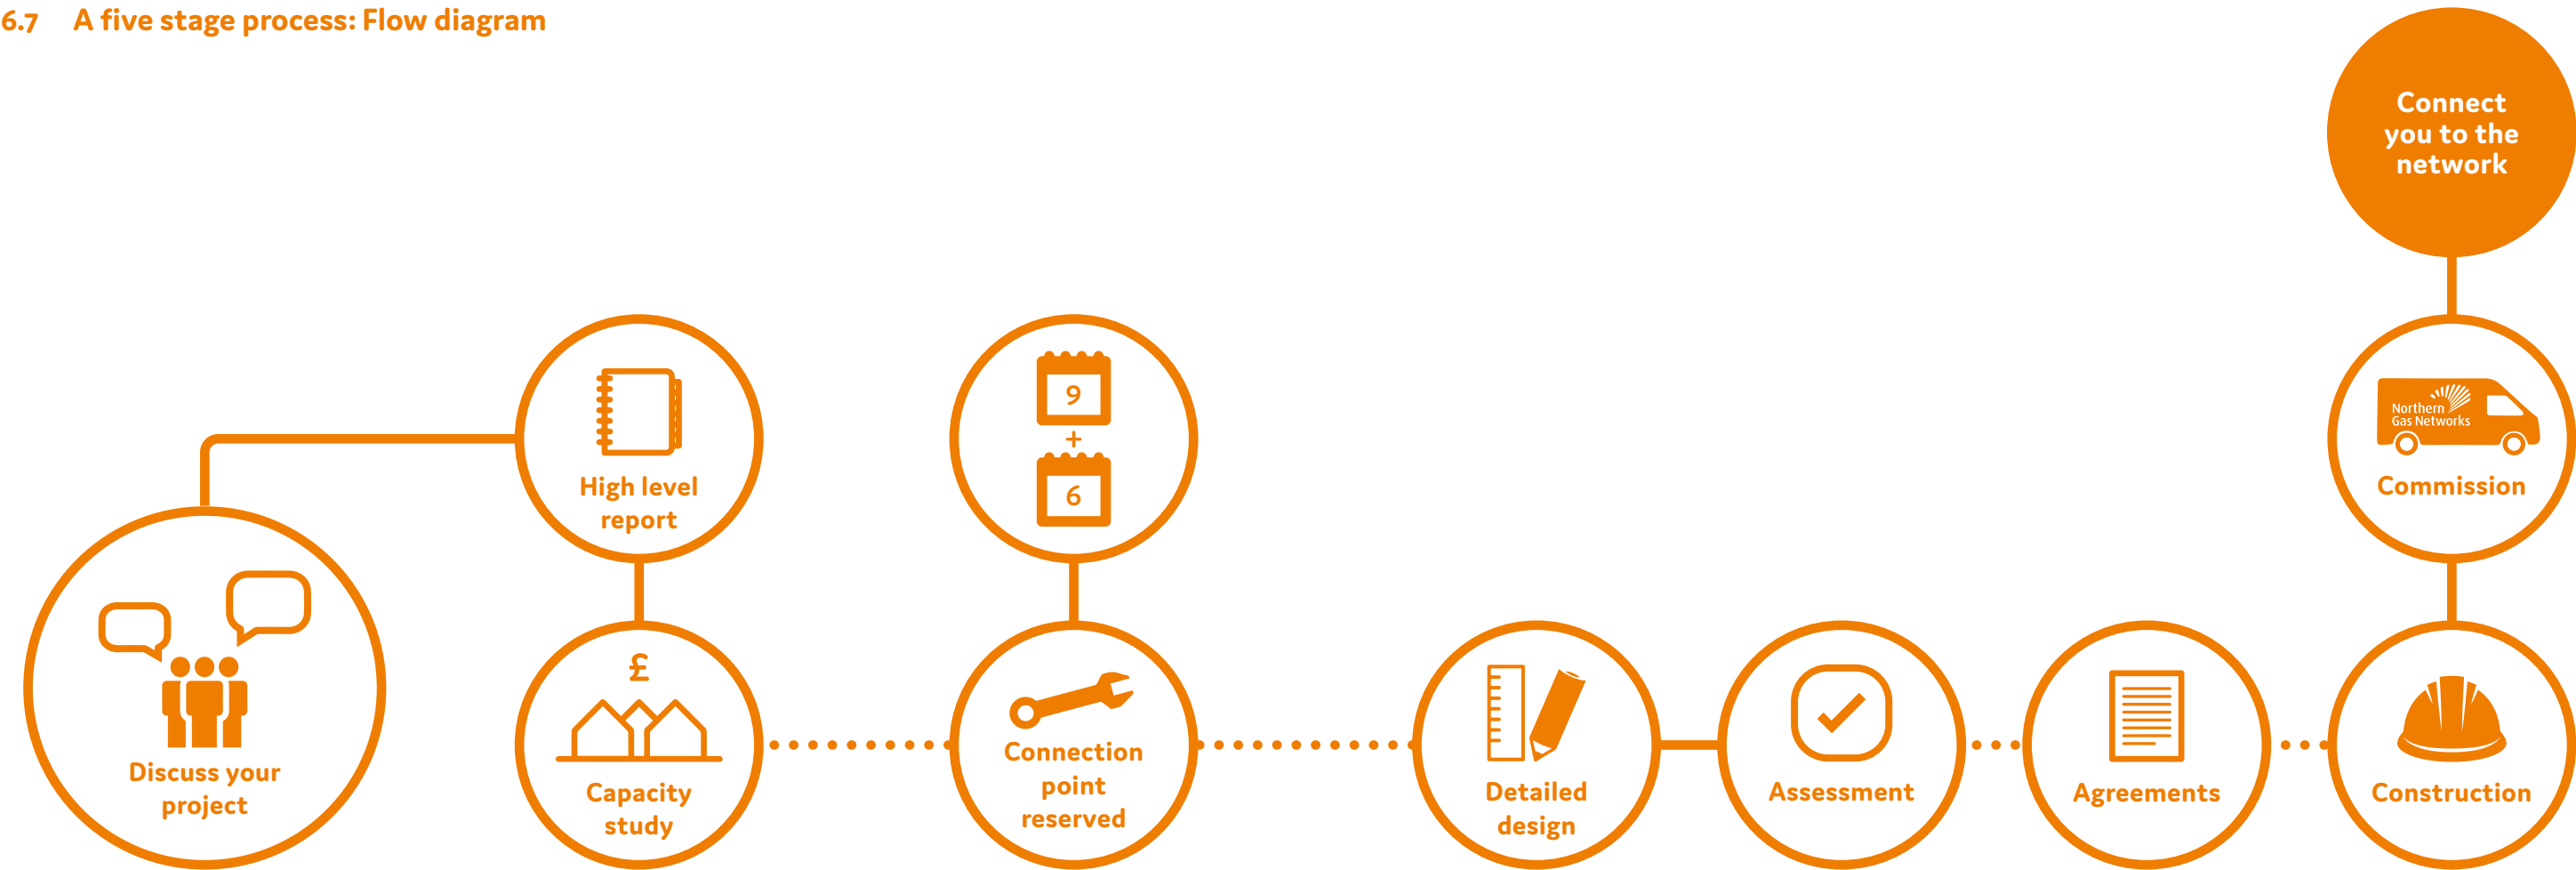 6.7 A five stage process: Flow diagram
Connect
you to the
network
High level
report
9
+
6
Northern
Gas Networks
Commission
Discuss your
project
£
Capacity
study
Connection
point
reserved
Detailed
design
Assessment
Agreements
Construction